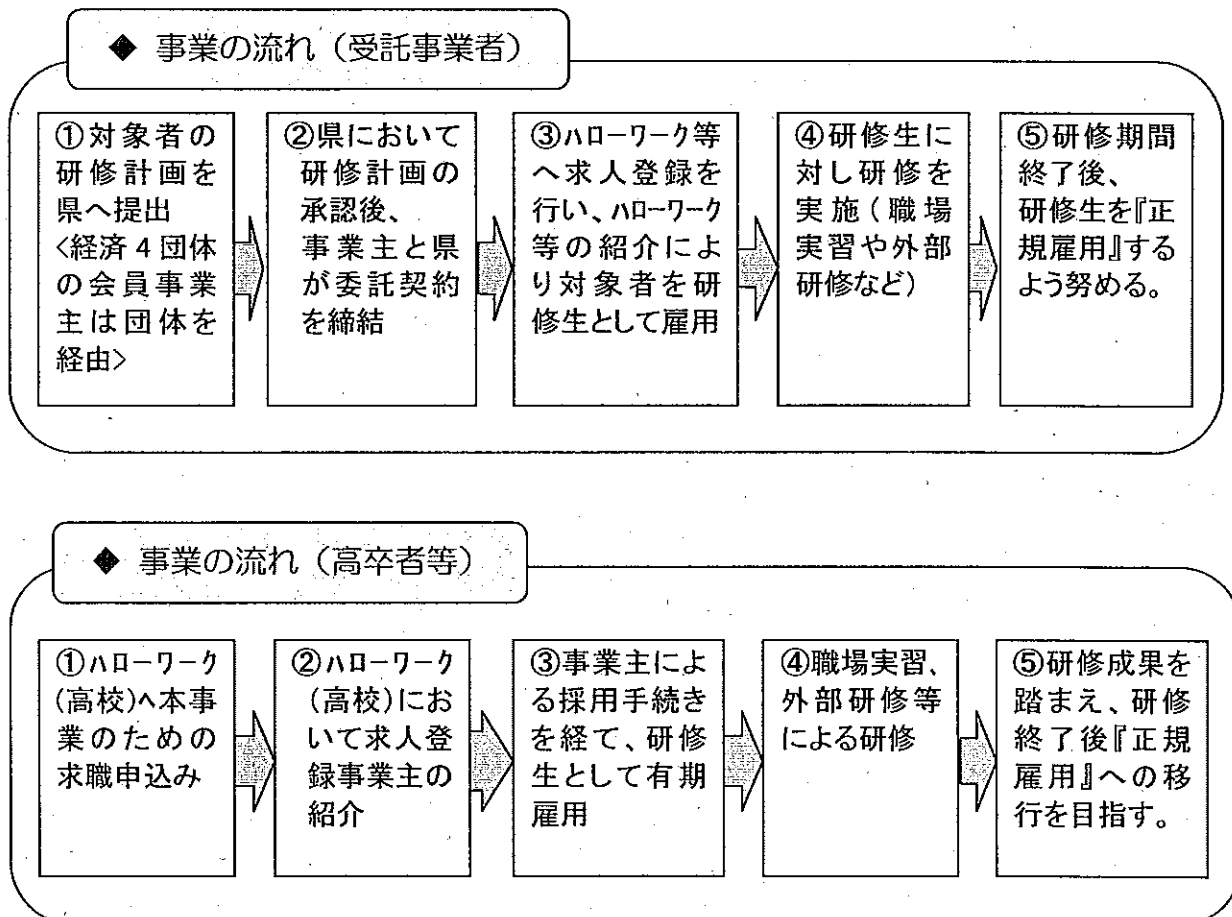 ◆ 事業の流れ（受託事業者）
①対象者の
研修計画を
県へ提出
<経済４団体
の会員事業
主は団体を
経由>
②県において
研修計画の
承認後、
事業主と県
が委託契約
を締結
③ﾊﾛｰﾜｰｸ等
へ求人登録を
行い、ﾊﾛｰﾜｰｸ
等の紹介によ
り対象者を研
修生として雇用
④研修生に
対し研修を
実施（職場
実習や外部
研修など）
⑤研修期間
終了後、
研修生を『正
規雇用』する
よう努める。
◆ 事業の流れ（高卒者等）
①ﾊﾛｰﾜｰｸ
(高校)へ本事
業のための
求職申込み
②ﾊﾛｰﾜｰｸ
(高校)にお
いて求人登
録事業主の
紹介
③事業主によ
る採用手続き
を経て、研修
生として有期
雇用
④職場実習、
外部研修等
による研修
⑤研修成果を
踏まえ、研修
終了後『正規
雇用』への移
行を目指す。